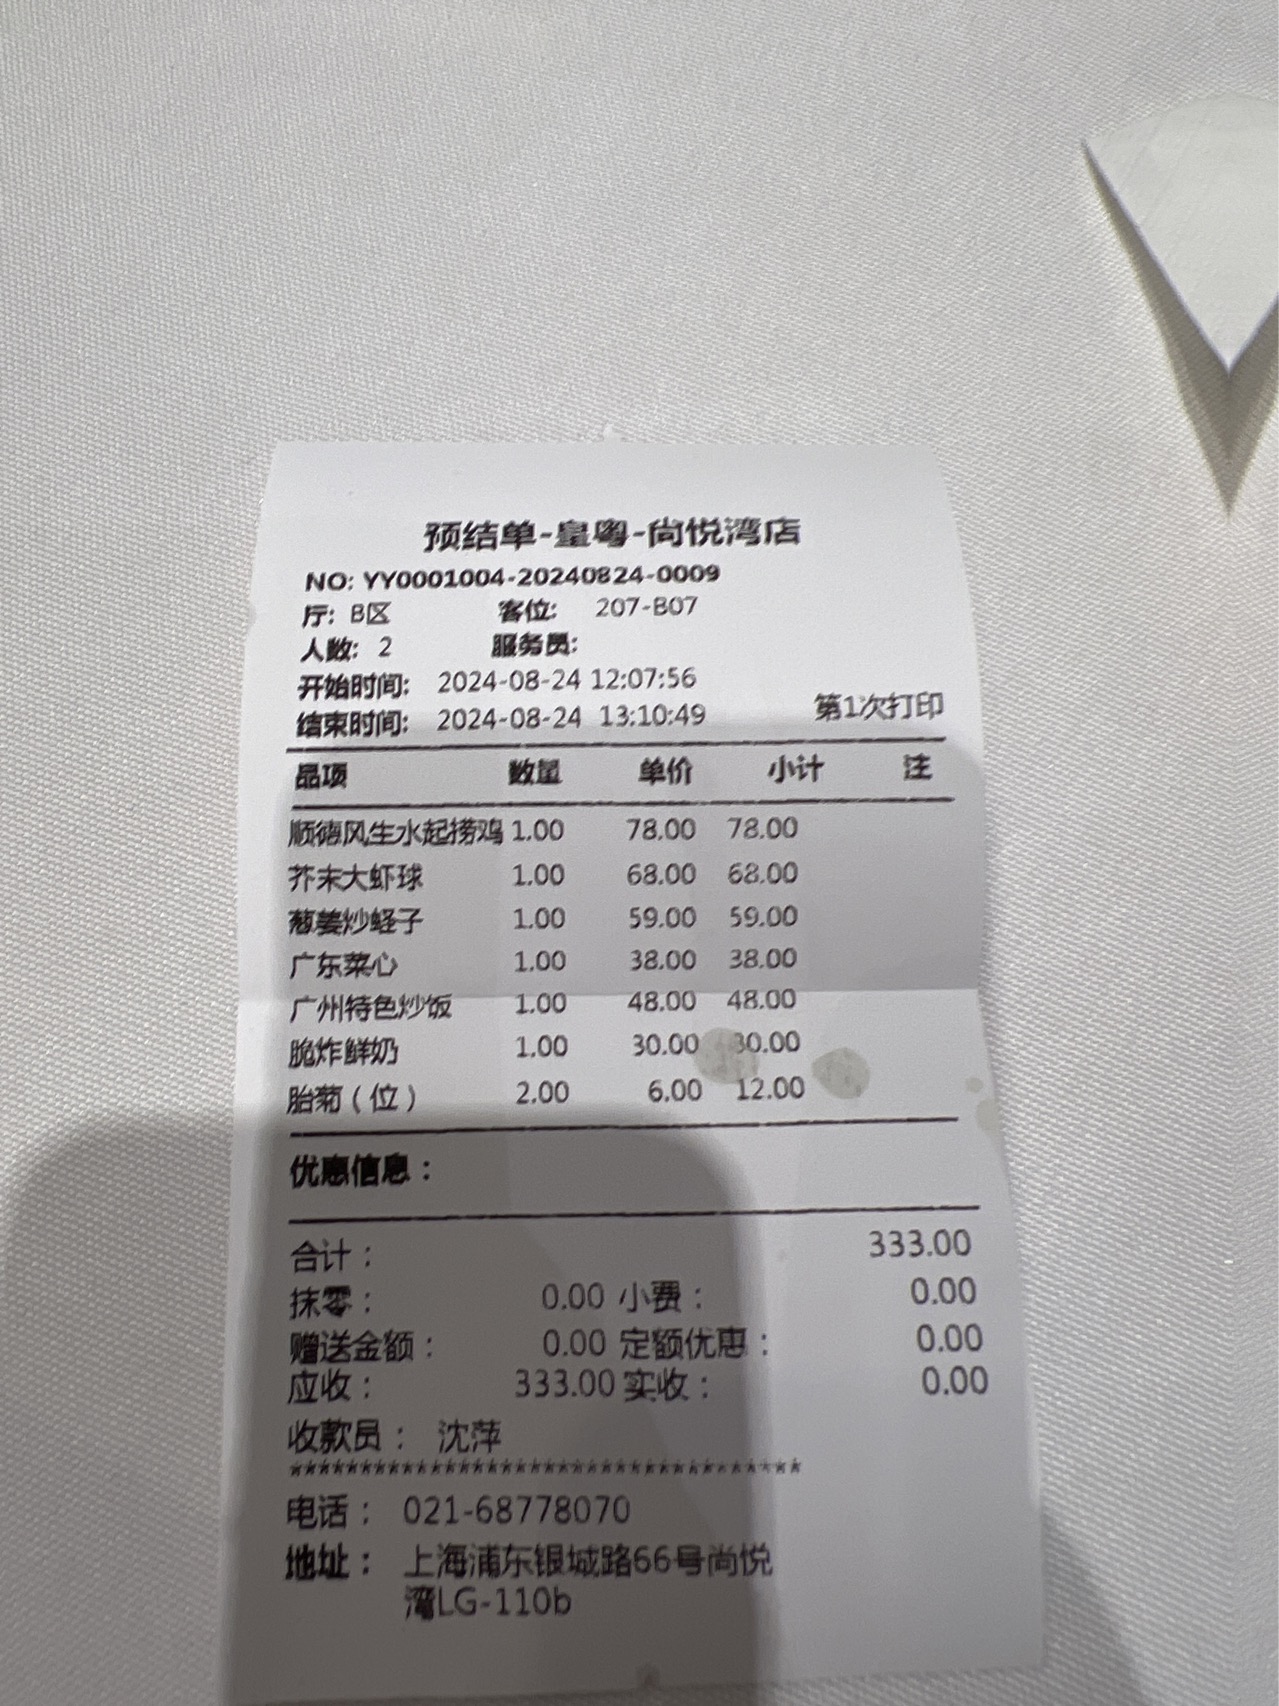 预结单-皇粤-尚悦湾店
NO: YY0001004-20240824-0009
厅: B区 客位: 207-B07
人数: 2 服务员:
开始时间: 2024-08-24 12:07:56
结束时间: 2024-08-24 13:10:49 第1次打印
品项 数量 单价 小计 注
顺德风生水起捞鸡 1.00 78.00 78.00
芥末大虾球 1.00 68.00 68.00
葱姜炒蛏子 1.00 59.00 59.00
广东菜心 1.00 38.00 38.00
广州特色炒饭 1.00 48.00 48.00
脆炸鲜奶 1.00 30.00 30.00
胎菊（位） 2.00 6.00 12.00
优惠信息：
合计： 333.00
抹零： 0.00 小费： 0.00
赠送金额： 0.00 定额优惠： 0.00
应收： 333.00 实收： 0.00
收款员： 沈萍
*************************************
电话： 021-68778070
地址： 上海浦东银城路66号尚悦
湾LG-110b